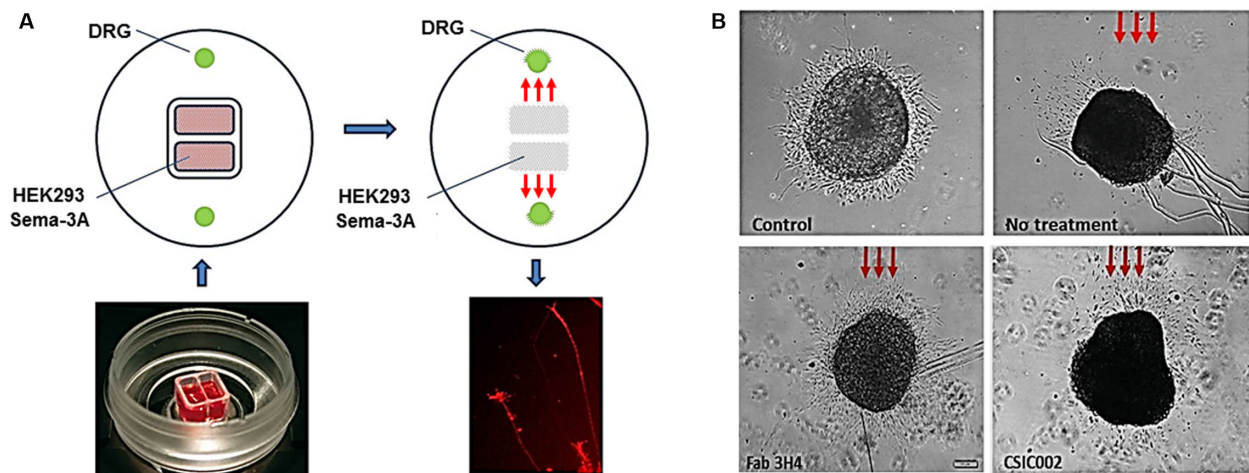 A
DRG
HEK293
Sema-3A
DRG
HEK293
Sema-3A
B
Control
No treatment
Fab 3H4
CSIC002